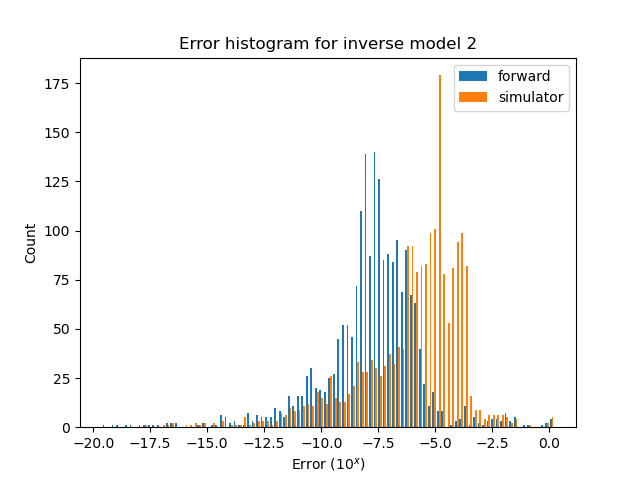 Error histogram for inverse model 2
forward
simulator
Count
175
150
125
100
75
50
25
0
−20.0 −17.5 −15.0 −12.5 −10.0 −7.5 −5.0 −2.5 0.0
Error (10^x)